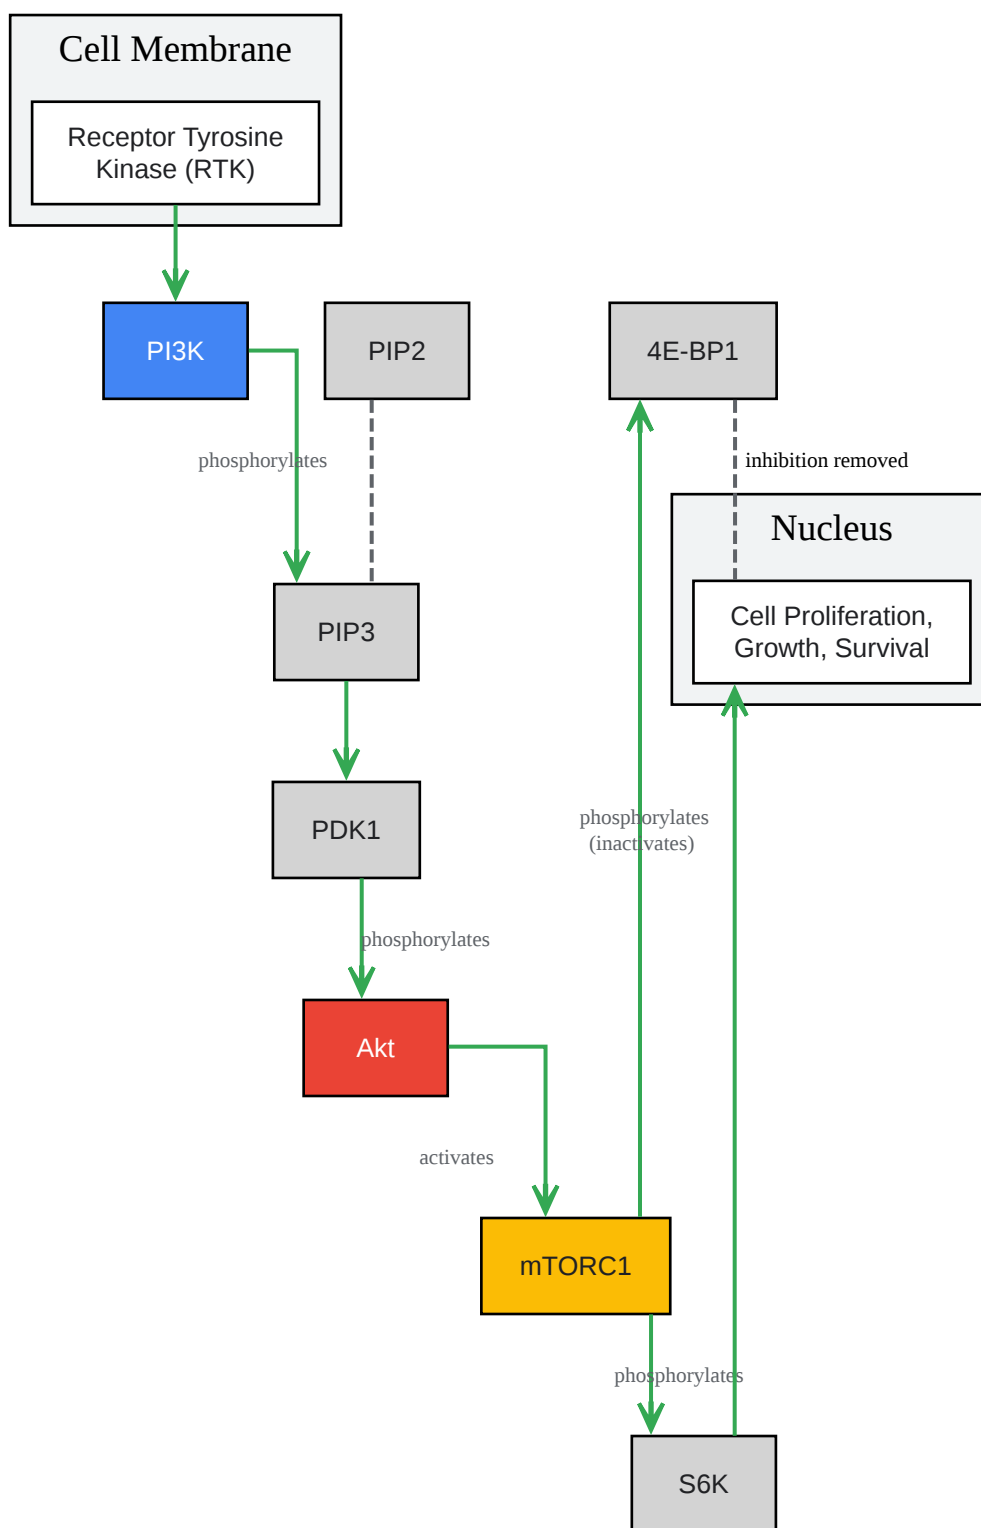 Cell Membrane
Receptor Tyrosine
Kinase (RTK)
PI3K
PIP2
4E-BP1
phosphorylates
inhibition removed
Nucleus
Cell Proliferation,
Growth, Survival
PIP3
PDK1
phosphorylates
(inactivates)
phosphorylates
Akt
activates
mTORC1
phosphorylates
S6K